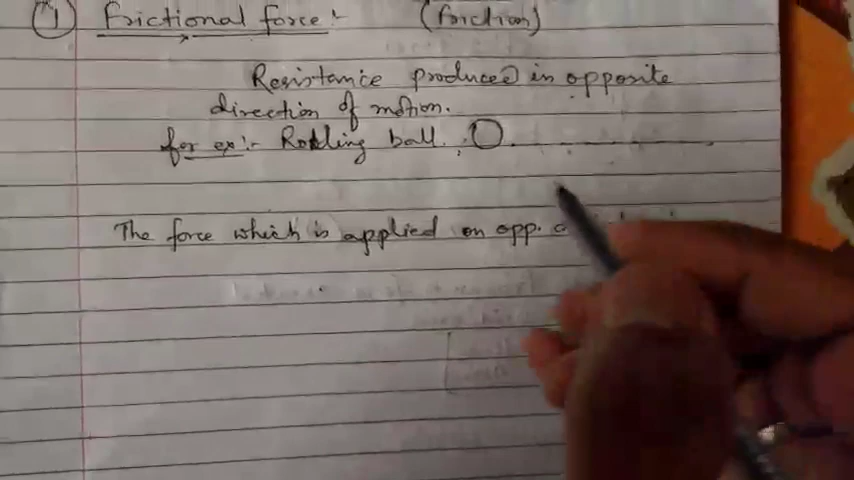 1 Frictional force :- (friction)
Resistance produced in opposite
direction of motion.
for ex :- Rolling ball.
The force which is applied on opp.